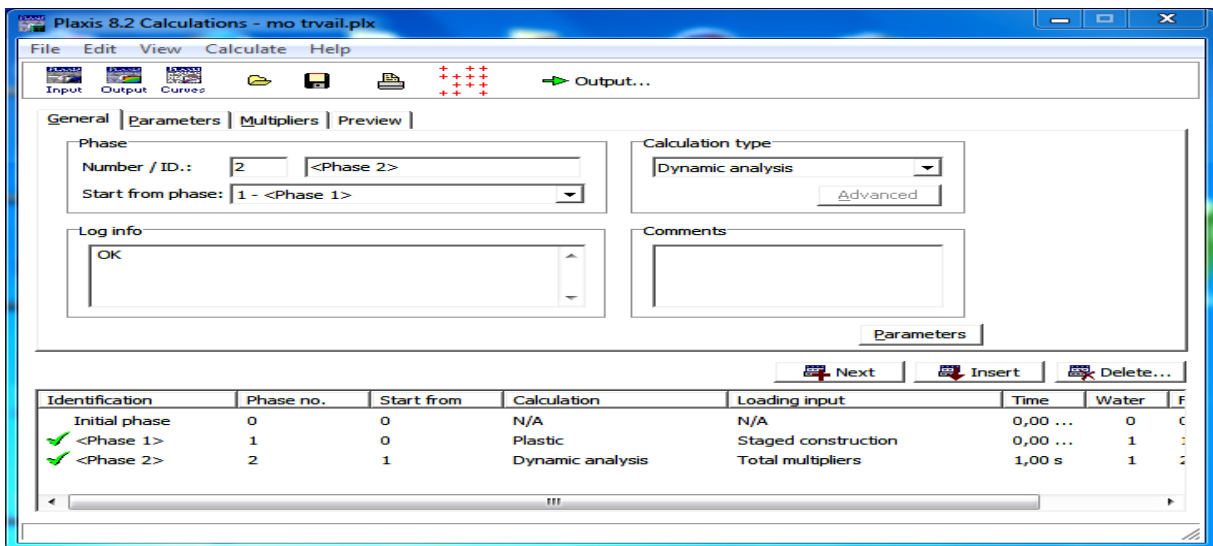 Plaxis 8.2 Calculations - mo trvail.plx
File Edit View Calculate Help
Input Output Curves Output...
General Parameters Multipliers Preview
Phase
Number / ID.: 2 <Phase 2>
Start from phase: 1 - <Phase 1>
Calculation type
Dynamic analysis
Advanced
Log info
OK
Comments
Parameters
Next Insert Delete...
Identification Phase no. Start from Calculation Loading input Time Water F
Initial phase 0 0 N/A N/A 0,00 ... 0
<Phase 1> 1 0 Plastic Staged construction 0,00 ... 1
<Phase 2> 2 1 Dynamic analysis Total multipliers 1,00 s 1